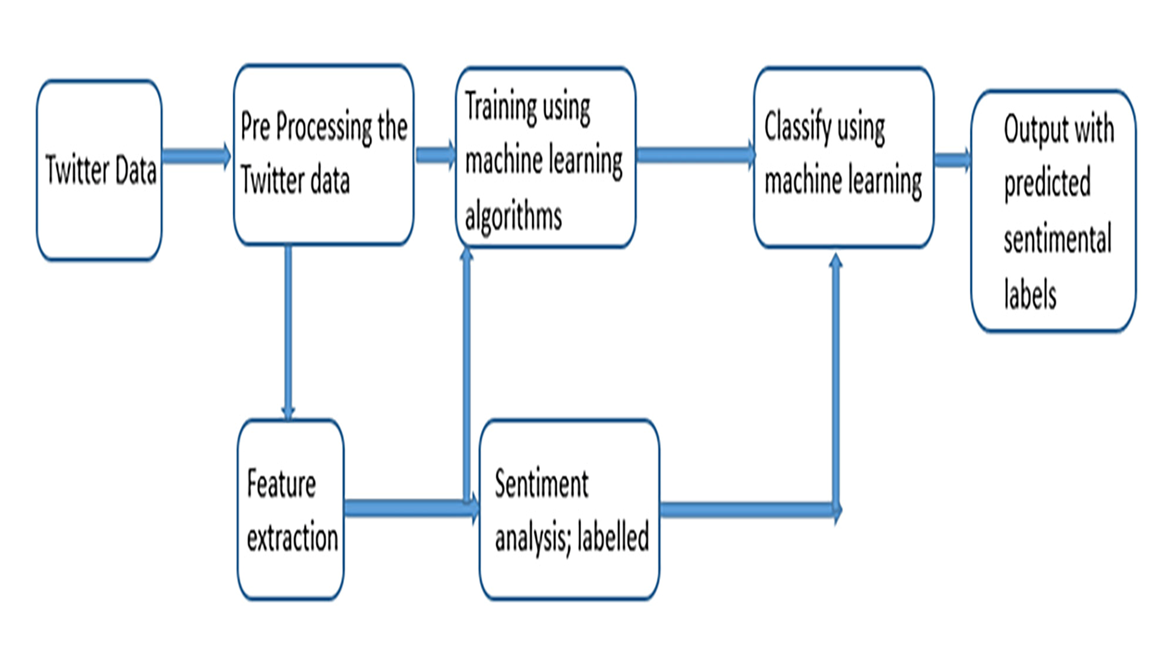 Twitter Data
Pre Processing the
Twitter data
Training using
machine learning
algorithms
Classify using
machine learning
Output with
predicted
sentimental
labels
Feature
extraction
Sentiment
analysis; labelled